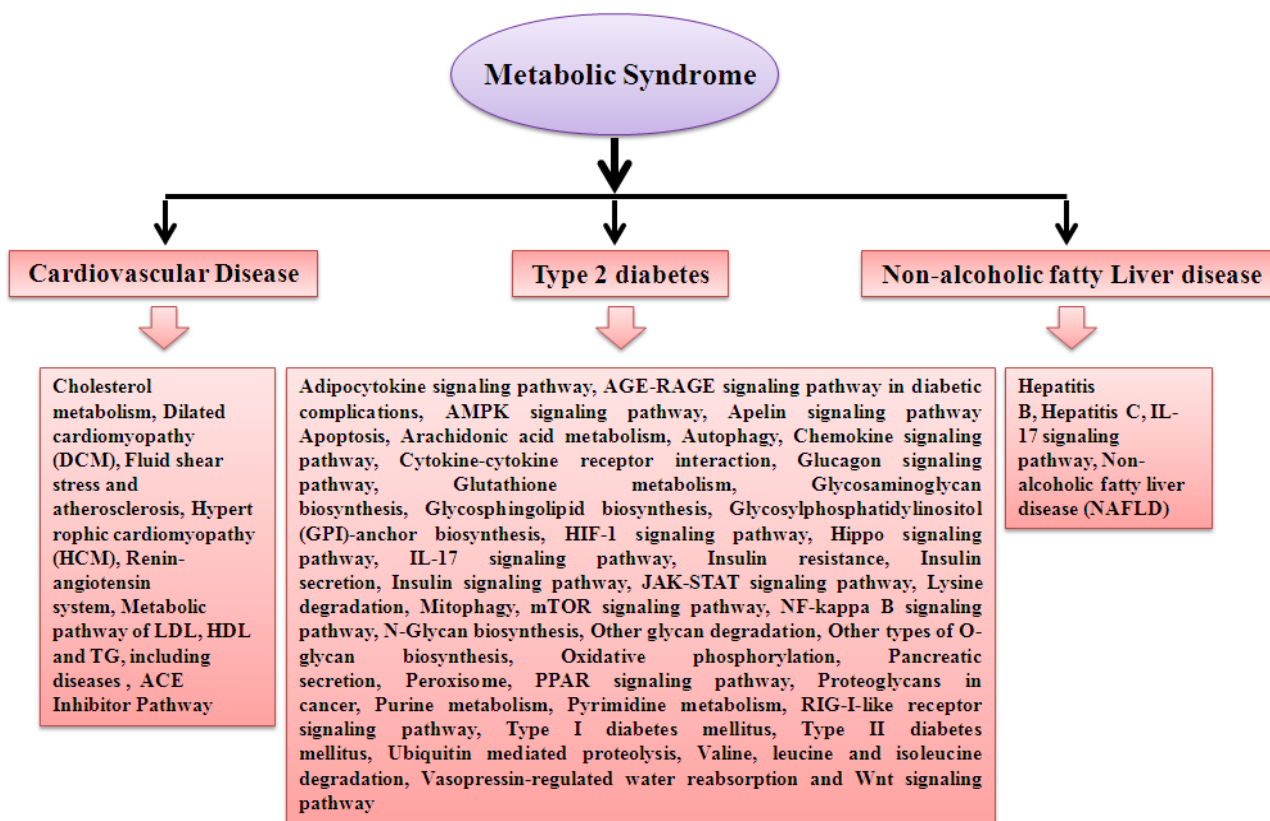 Metabolic Syndrome
Cardiovascular Disease
Type 2 diabetes
Non-alcoholic fatty Liver disease
Cholesterol
metabolism, Dilated
cardiomyopathy
(DCM), Fluid shear
stress and
atherosclerosis, Hypert
rophic cardiomyopathy
(HCM), Renin-
angiotensin
system, Metabolic
pathway of LDL, HDL
and TG, including
diseases , ACE
Inhibitor Pathway
Adipocytokine signaling pathway, AGE-RAGE signaling pathway in diabetic
complications, AMPK signaling pathway, Apelin signaling pathway
Apoptosis, Arachidonic acid metabolism, Autophagy, Chemokine signaling
pathway, Cytokine-cytokine receptor interaction, Glucagon signaling
pathway, Glutathione metabolism, Glycosaminoglycan
biosynthesis, Glycosphingolipid biosynthesis, Glycosylphosphatidylinositol
(GPI)-anchor biosynthesis, HIF-1 signaling pathway, Hippo signaling
pathway, IL-17 signaling pathway, Insulin resistance, Insulin
secretion, Insulin signaling pathway, JAK-STAT signaling pathway, Lysine
degradation, Mitophagy, mTOR signaling pathway, NF-kappa B signaling
pathway, N-Glycan biosynthesis, Other glycan degradation, Other types of O-
glycan biosynthesis, Oxidative phosphorylation, Pancreatic
secretion, Peroxisome, PPAR signaling pathway, Proteoglycans in
cancer, Purine metabolism, Pyrimidine metabolism, RIG-I-like receptor
signaling pathway, Type I diabetes mellitus, Type II diabetes
mellitus, Ubiquitin mediated proteolysis, Valine, leucine and isoleucine
degradation, Vasopressin-regulated water reabsorption and Wnt signaling
pathway
Hepatitis
B, Hepatitis C, IL-
17 signaling
pathway, Non-
alcoholic fatty liver
disease (NAFLD)